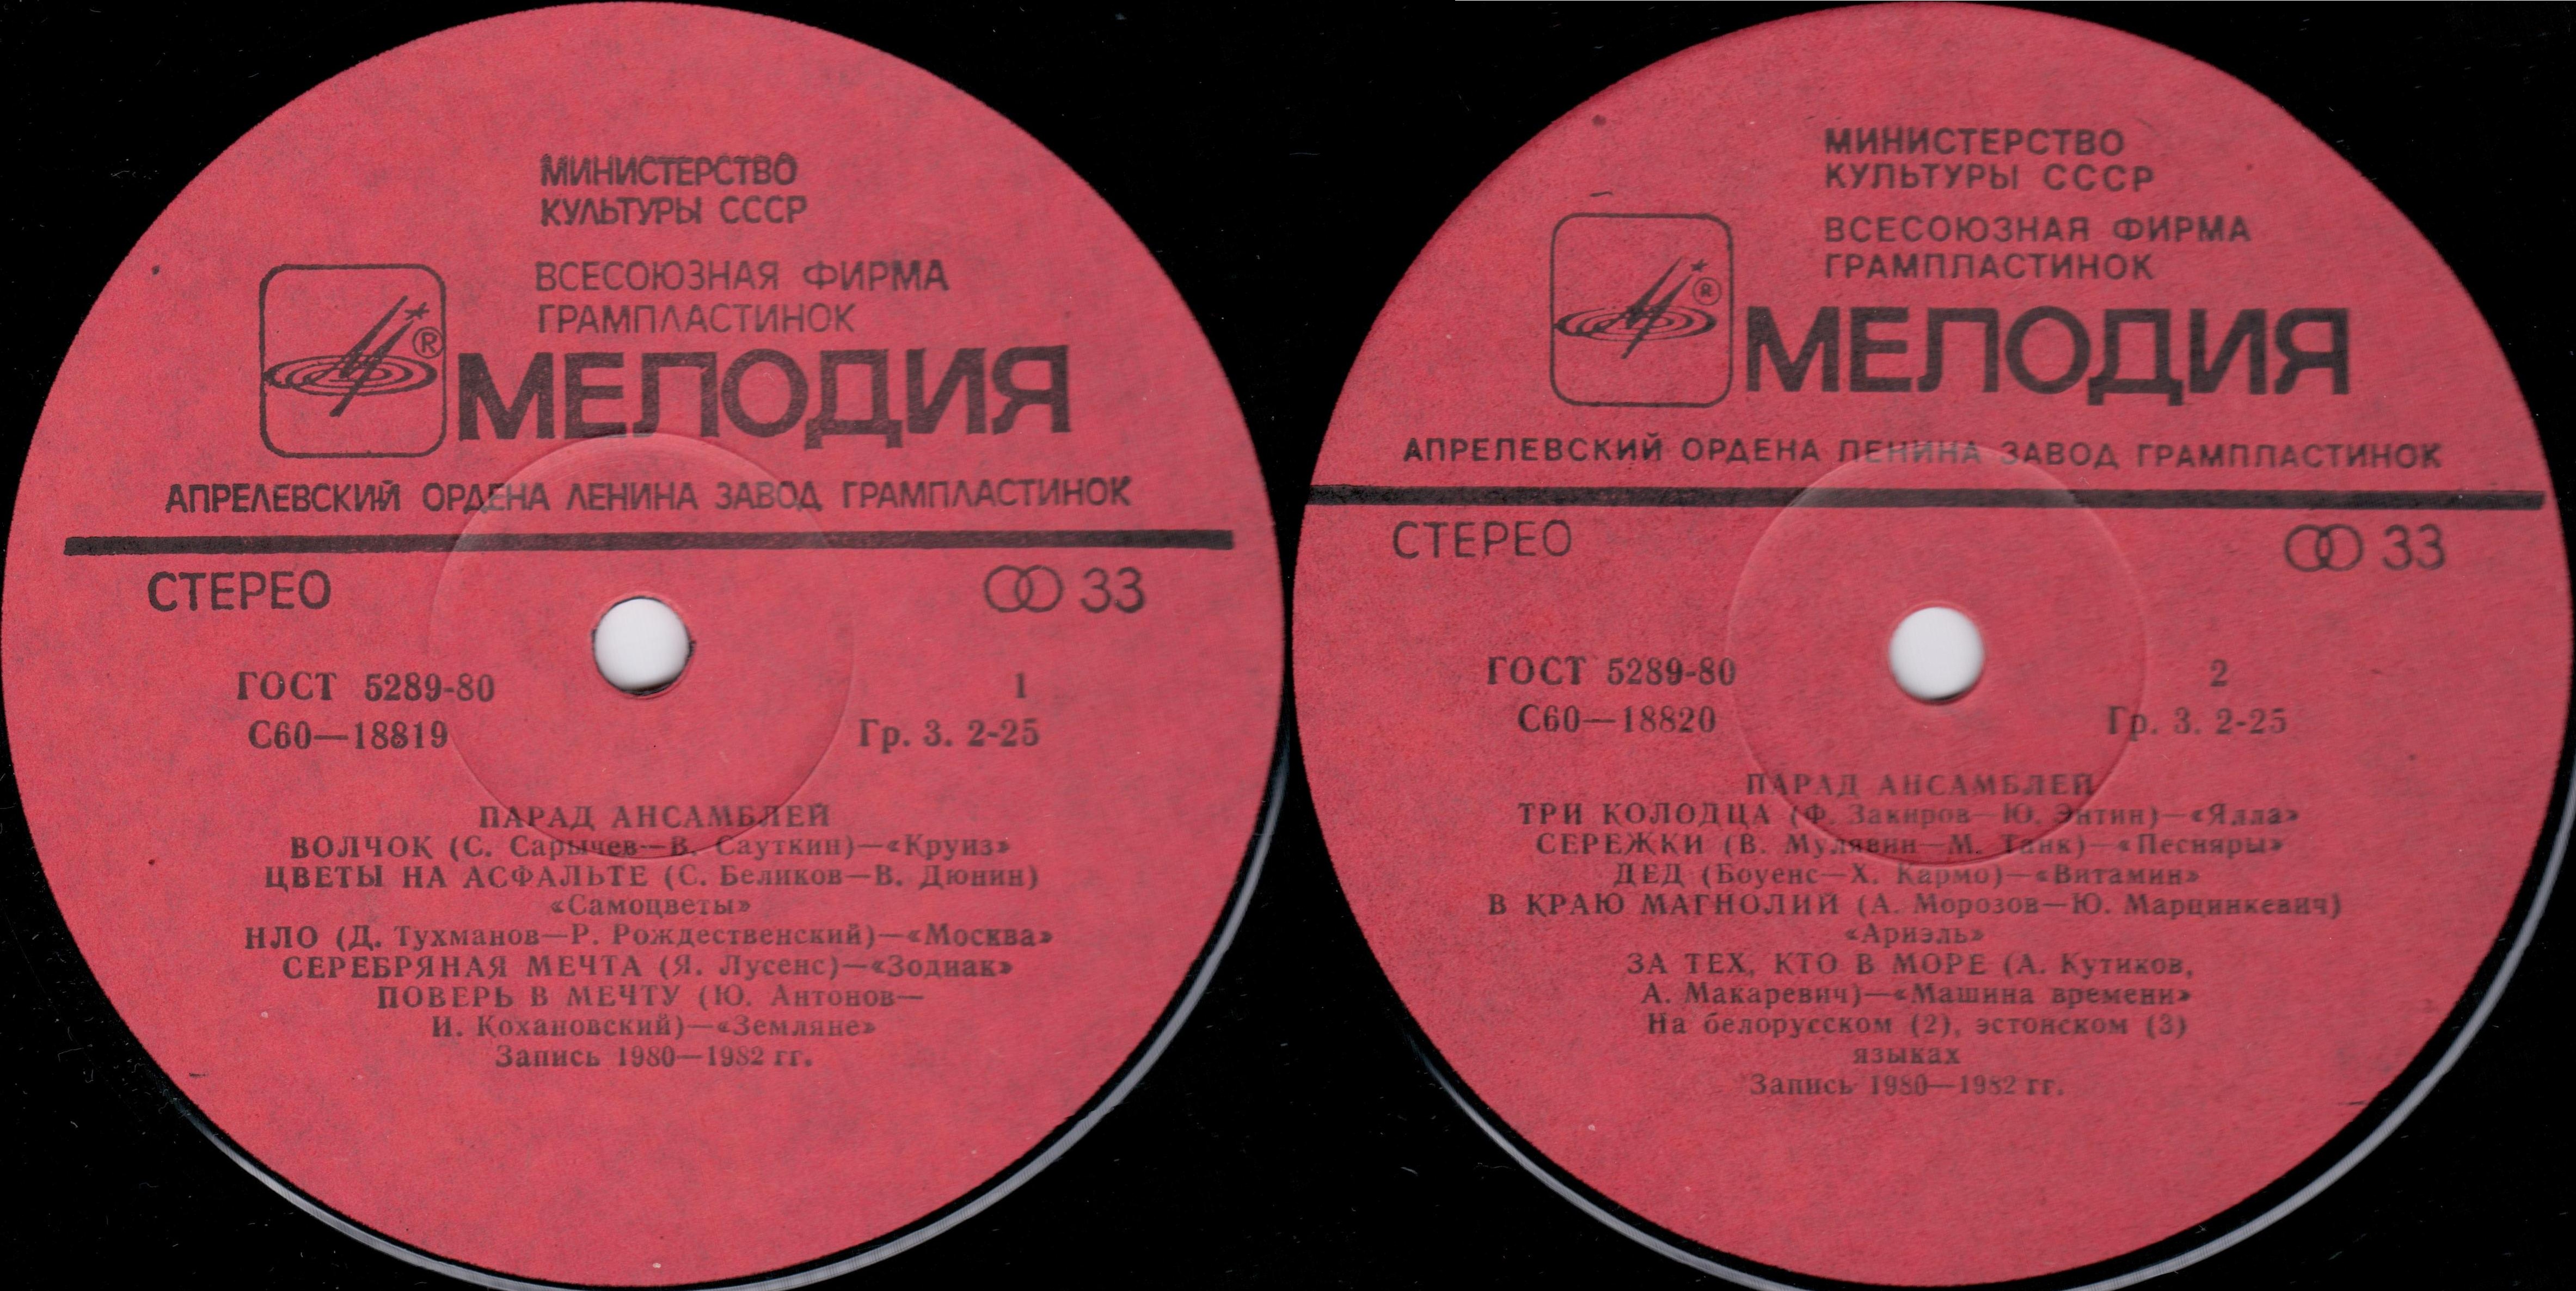 МИНИСТЕРСТВО
КУЛЬТУРЫ СССР
ВСЕСОЮЗНАЯ ФИРМА
ГРАМПЛАСТИНОК
®
МЕЛОДИЯ
АПРЕЛЕВСКИЙ ОРДЕНА ЛЕНИНА ЗАВОД ГРАМПЛАСТИНОК
СТЕРЕО 33
ГОСТ 5289-80 1
С60—18819 Гр. 3. 2-25
ПАРАД АНСАМБЛЕЙ
ВОЛЧОК (С. Сарычев—В. Сауткин)—«Круиз»
ЦВЕТЫ НА АСФАЛЬТЕ (С. Беликов—В. Дюнин)
«Самоцветы»
НЛО (Д. Тухманов—Р. Рождественский)—«Москва»
СЕРЕБРЯНАЯ МЕЧТА (Я. Лусенс)—«Зодиак»
ПОВЕРЬ В МЕЧТУ (Ю. Антонов—
И. Кохановский)—«Земляне»
Запись 1980—1982 гг.
МИНИСТЕРСТВО
КУЛЬТУРЫ СССР
ВСЕСОЮЗНАЯ ФИРМА
ГРАМПЛАСТИНОК
®
МЕЛОДИЯ
АПРЕЛЕВСКИЙ ОРДЕНА ЛЕНИНА ЗАВОД ГРАМПЛАСТИНОК
СТЕРЕО 33
ГОСТ 5289-80 2
С60—18820 Гр. 3. 2-25
ПАРАД АНСАМБЛЕЙ
ТРИ КОЛОДЦА (Ф. Закиров—Ю. Энтин)—«Ялла»
СЕРЕЖКИ (В. Мулявин—М. Танк)—«Песняры»
ДЕД (Боуенс—Х. Кармо)—«Витамин»
В КРАЮ МАГНОЛИЙ (А. Морозов—Ю. Марцинкевич)
«Ариэль»
ЗА ТЕХ, КТО В МОРЕ (А. Кутиков,
А. Макаревич)—«Машина времени»
На белорусском (2), эстонском (3)
языках
Запись 1980—1982 гг.